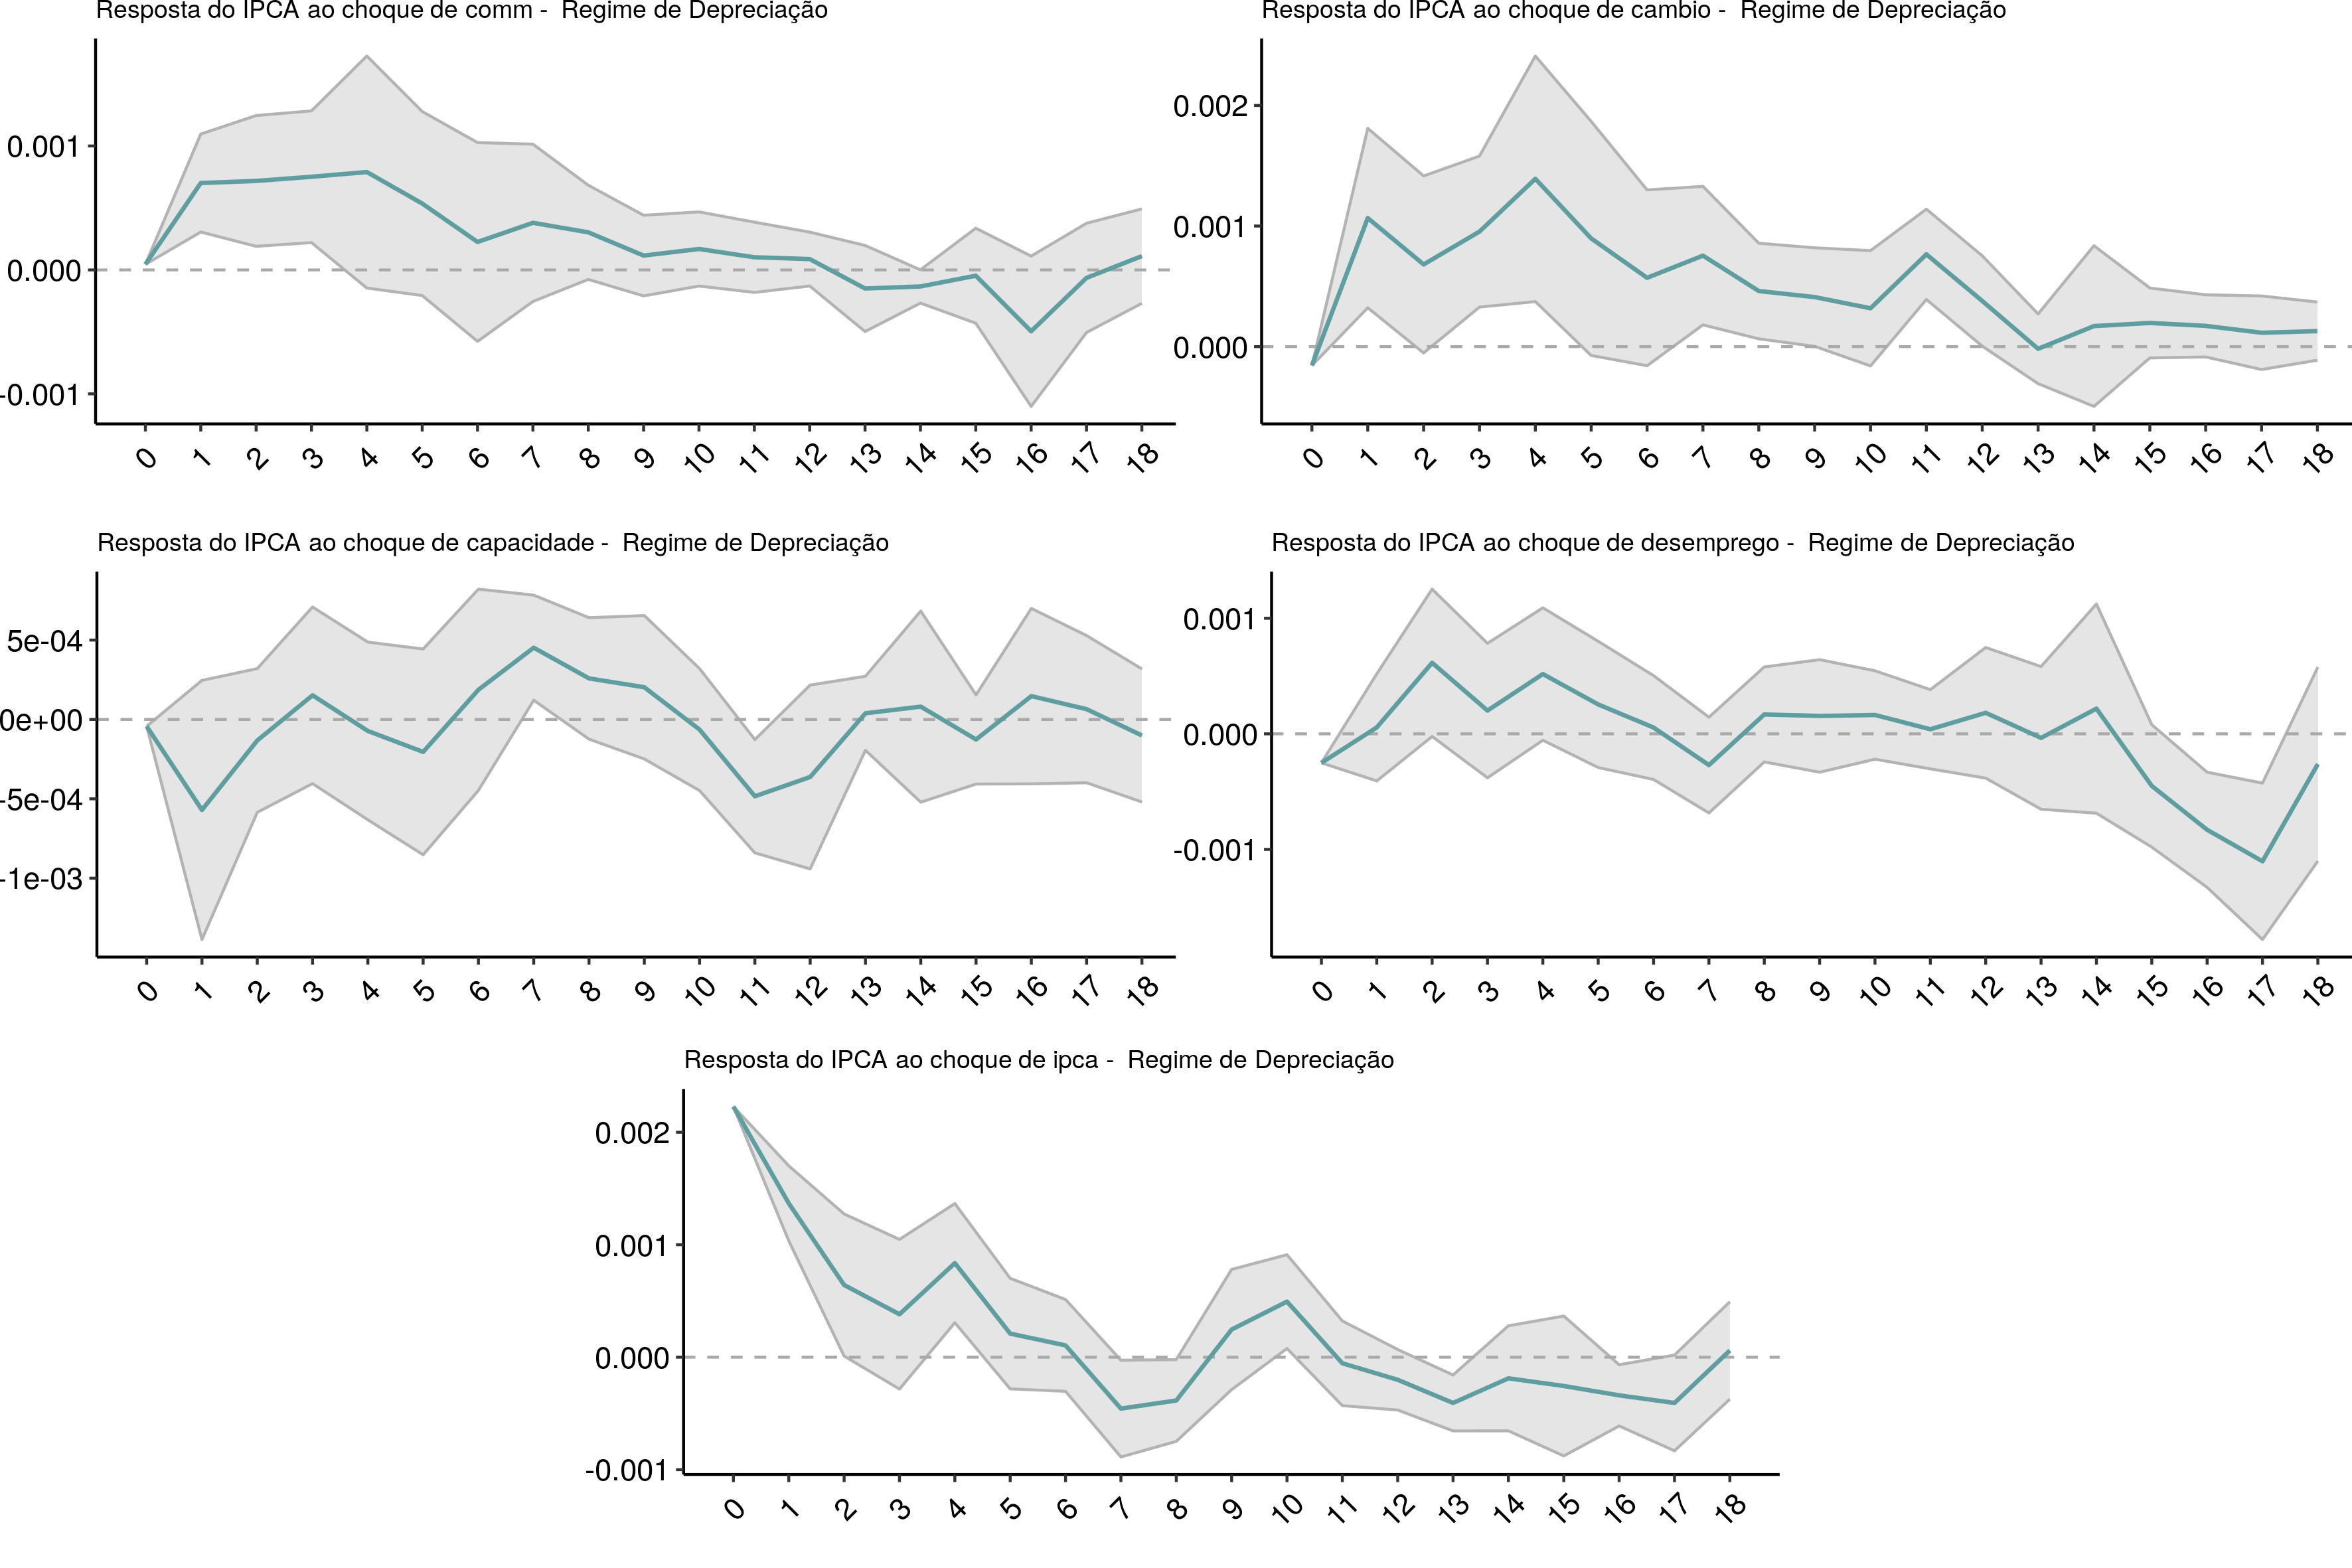 Resposta do IPCA ao choque de comm - Regime de Depreciação
0.001
0.000
-0.001
0 1 2 3 4 5 6 7 8 9 10 11 12 13 14 15 16 17 18
Resposta do IPCA ao choque de cambio - Regime de Depreciação
0.002
0.001
0.000
0 1 2 3 4 5 6 7 8 9 10 11 12 13 14 15 16 17 18
Resposta do IPCA ao choque de capacidade - Regime de Depreciação
5e-04
0e+00
-5e-04
-1e-03
0 1 2 3 4 5 6 7 8 9 10 11 12 13 14 15 16 17 18
Resposta do IPCA ao choque de desemprego - Regime de Depreciação
0.001
0.000
-0.001
0 1 2 3 4 5 6 7 8 9 10 11 12 13 14 15 16 17 18
Resposta do IPCA ao choque de ipca - Regime de Depreciação
0.002
0.001
0.000
-0.001
0 1 2 3 4 5 6 7 8 9 10 11 12 13 14 15 16 17 18